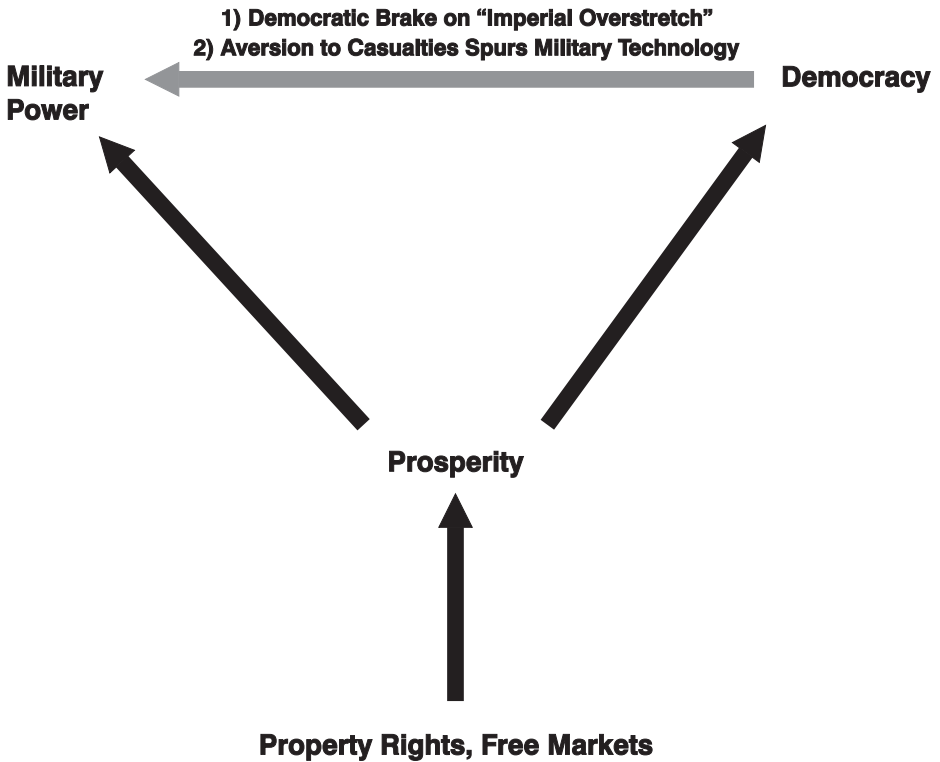 1) Democratic Brake on “Imperial Overstretch”
2) Aversion to Casualties Spurs Military Technology
Military
Power
Democracy
Prosperity
Property Rights, Free Markets